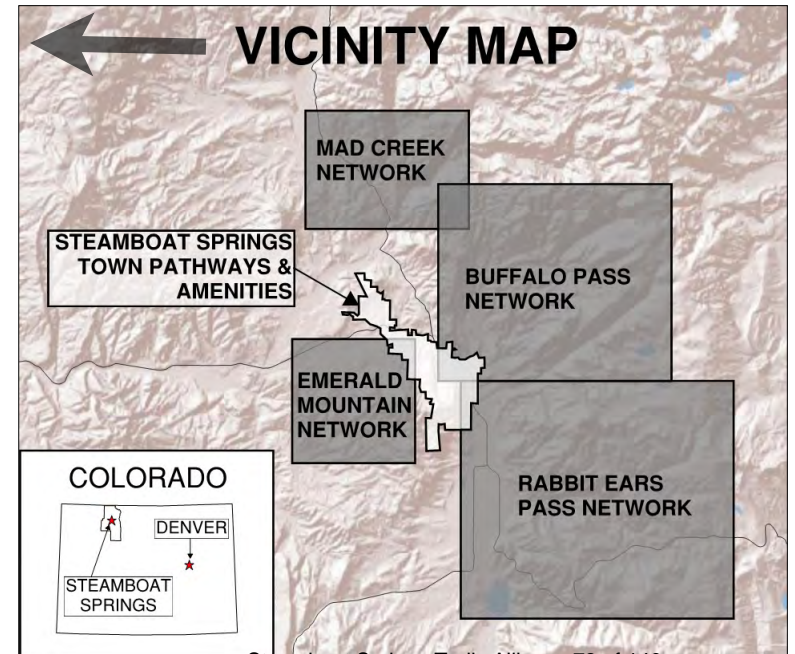 VICINITY MAP
MAD CREEK
NETWORK
STEAMBOAT SPRINGS
TOWN PATHWAYS &
AMENITIES
BUFFALO PASS
NETWORK
EMERALD
MOUNTAIN
NETWORK
RABBIT EARS
PASS NETWORK
COLORADO
DENVER
STEAMBOAT
SPRINGS